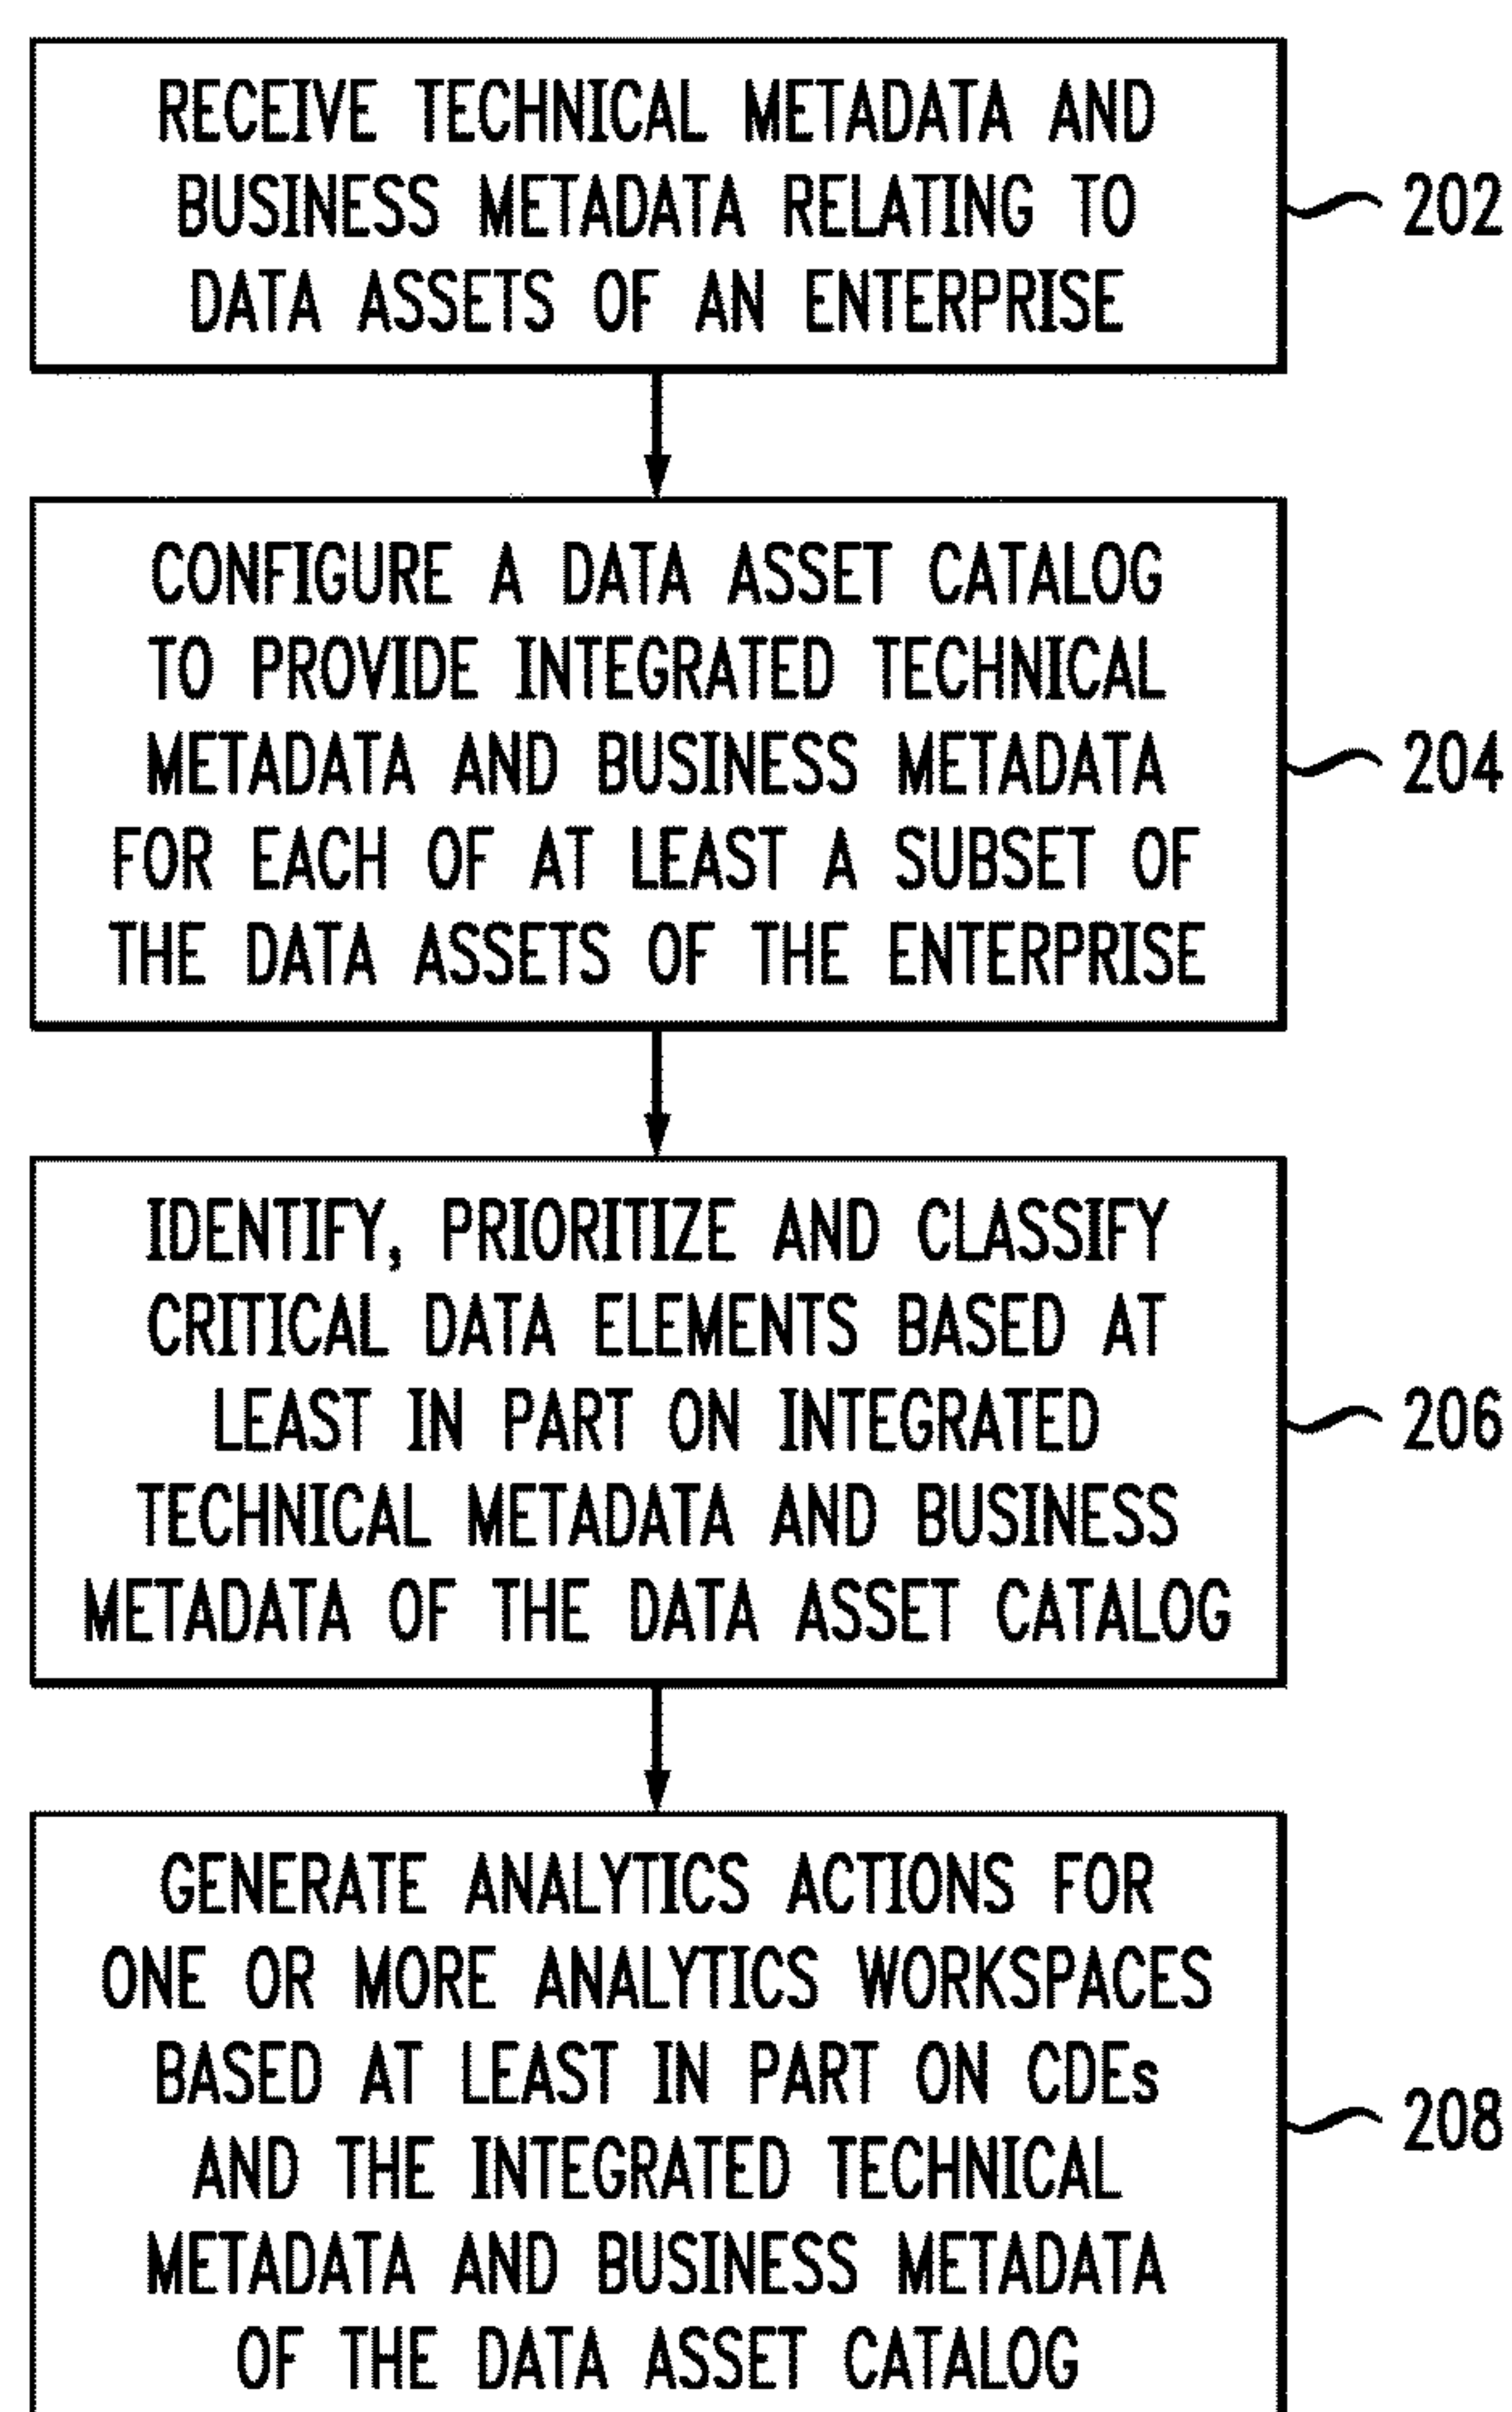 RECEIVE TECHNICAL METADATA AND
BUSINESS METADATA RELATING TO
DATA ASSETS OF AN ENTERPRISE
202
CONFIGURE A DATA ASSET CATALOG
TO PROVIDE INTEGRATED TECHNICAL
METADATA AND BUSINESS METADATA
FOR EACH OF AT LEAST A SUBSET OF
THE DATA ASSETS OF THE ENTERPRISE
204
IDENTIFY, PRIORITIZE AND CLASSIFY
CRITICAL DATA ELEMENTS BASED AT
LEAST IN PART ON INTEGRATED
TECHNICAL METADATA AND BUSINESS
METADATA OF THE DATA ASSET CATALOG
206
GENERATE ANALYTICS ACTIONS FOR
ONE OR MORE ANALYTICS WORKSPACES
BASED AT LEAST IN PART ON CDEs
AND THE INTEGRATED TECHNICAL
METADATA AND BUSINESS METADATA
OF THE DATA ASSET CATALOG
208